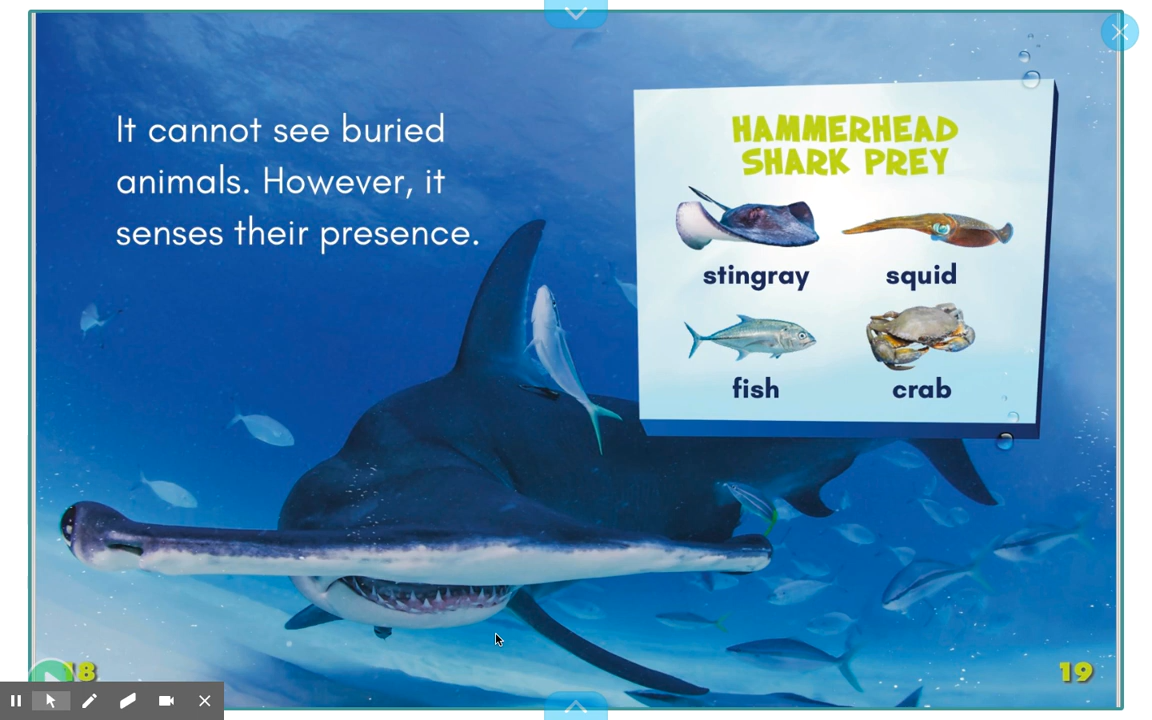 It cannot see buried
animals. However, it
senses their presence.
HAMMERHEAD
SHARK PREY
stingray
squid
fish
crab
18
19